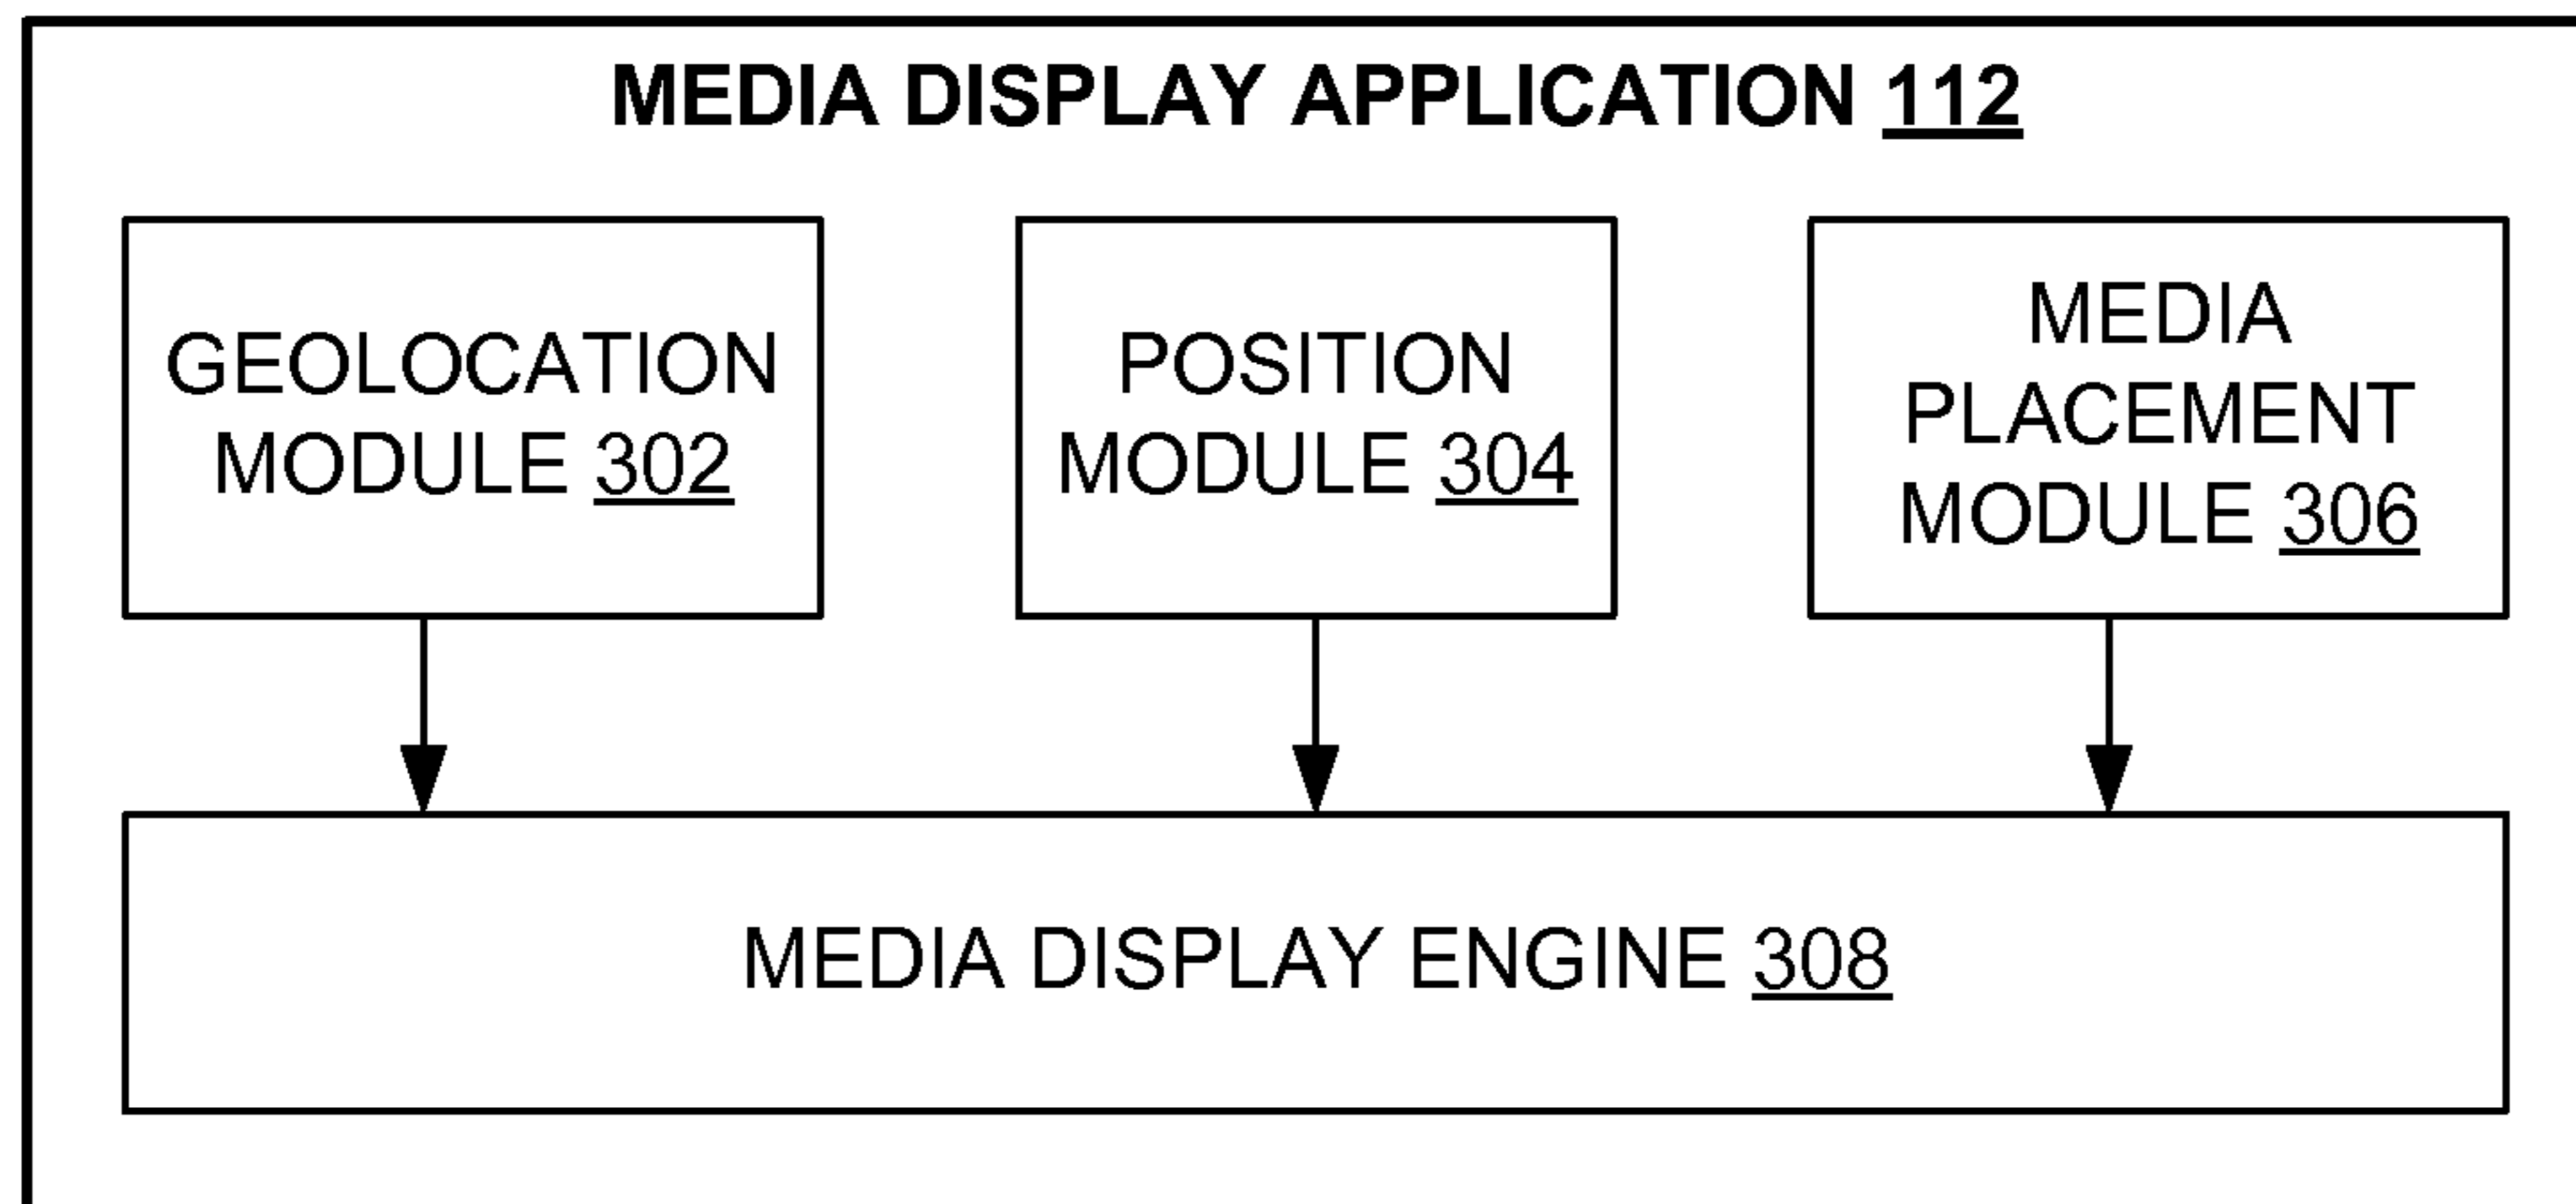 MEDIA DISPLAY APPLICATION 112
GEOLOCATION
MODULE 302
POSITION
MODULE 304
MEDIA
PLACEMENT
MODULE 306
MEDIA DISPLAY ENGINE 308